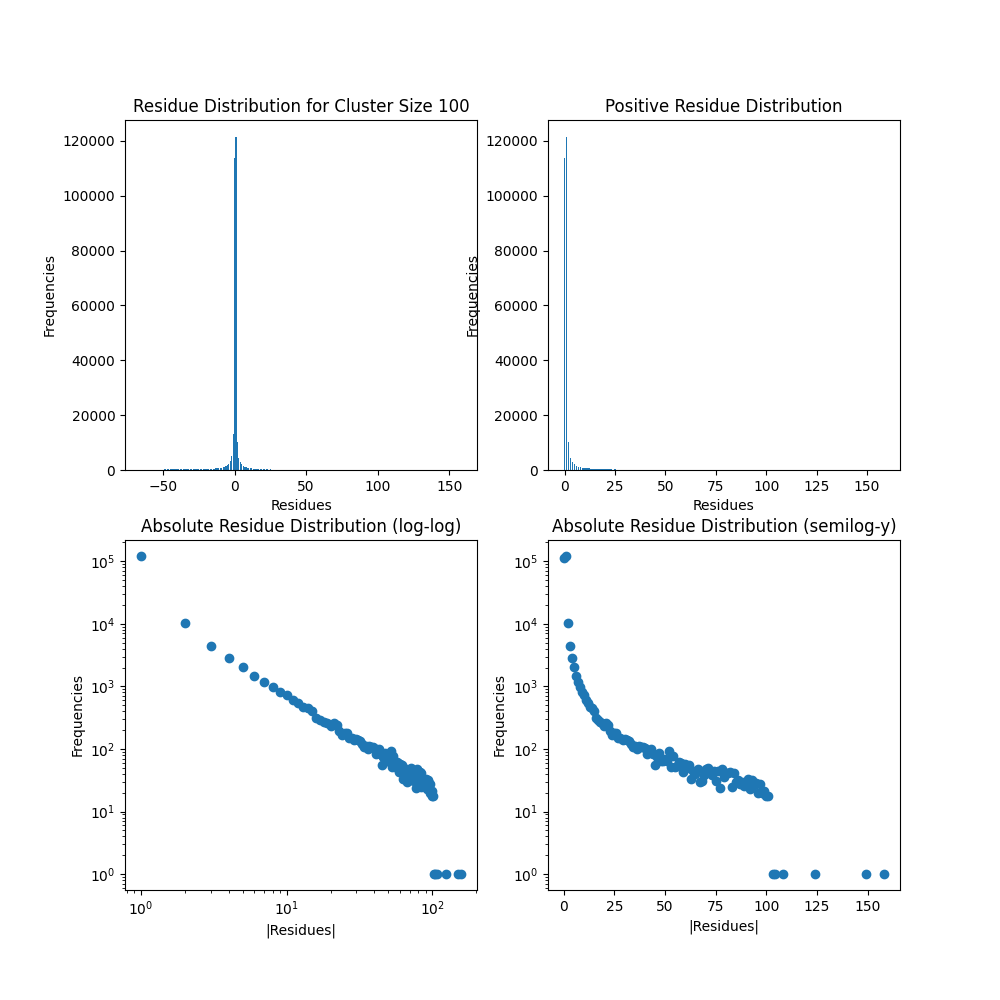 Residue Distribution for Cluster Size 100
120000
100000
80000
60000
40000
20000
0
Frequencies
−50 0 50 100 150
Residues
Positive Residue Distribution
120000
100000
80000
60000
40000
20000
0
Frequencies
0 25 50 75 100 125 150
Residues
Absolute Residue Distribution (log-log)
10⁵
10⁴
10³
10²
10¹
10⁰
Frequencies
10⁰ 10¹ 10²
|Residues|
Absolute Residue Distribution (semilog-y)
10⁵
10⁴
10³
10²
10¹
10⁰
Frequencies
0 25 50 75 100 125 150
|Residues|